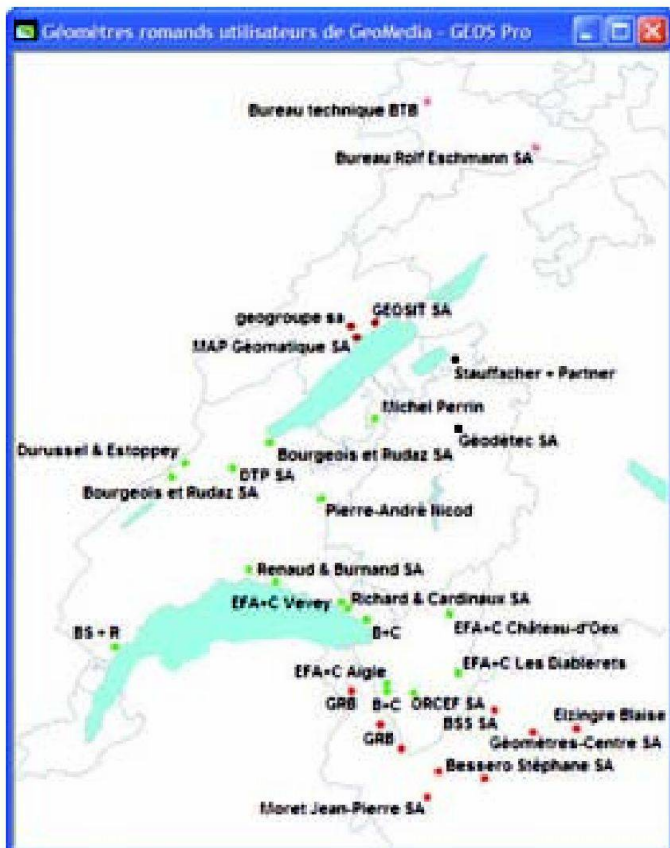 Géomètres romands utilisateurs de GeoMedia - GEOS Pro
Bureau technique BTB
Bureau Rolf Eschmann SA
GEOSIT SA
geogroupe sa
MAP Géomatique SA
Stauffacher + Partner
Michel Perrin
Géodétec SA
Durussel & Estoppey
Bourgeois et Rudaz SA
DTP SA
Bourgeois et Rudaz SA
Pierre-André Nicod
Renaud & Burnand SA
EFA+C Vevey
Richard & Cardinaux SA
BS + R
B+C
EFA+C Château-d'Oex
EFA+C Aigle
EFA+C Les Diablerets
GRB
B+C
ORCEF SA
BSS SA
Elzingre Blaise
GRB
Géomètres-Centre SA
Bessero Stéphane SA
Moret Jean-Pierre SA